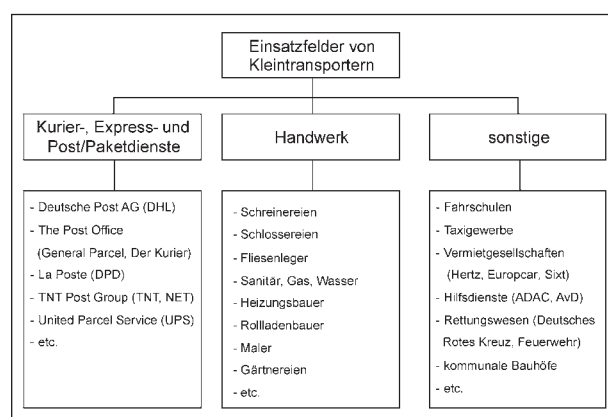 Einsatzfelder von
Kleintransportern
Kurier-, Express- und
Post/Paketdienste
- Deutsche Post AG (DHL)
- The Post Office
(General Parcel, Der Kurier)
- La Poste (DPD)
- TNT Post Group (TNT, NET)
- United Parcel Service (UPS)
- etc.
Handwerk
- Schreinereien
- Schlossereien
- Fliesenleger
- Sanitär, Gas, Wasser
- Heizungsbauer
- Rollladenbauer
- Maler
- Gärtnereien
- etc.
sonstige
- Fahrschulen
- Taxigewerbe
- Vermietgesellschaften
(Hertz, Europcar, Sixt)
- Hilfsdienste (ADAC, AvD)
- Rettungswesen (Deutsches
Rotes Kreuz, Feuerwehr)
- kommunale Bauhöfe
- etc.